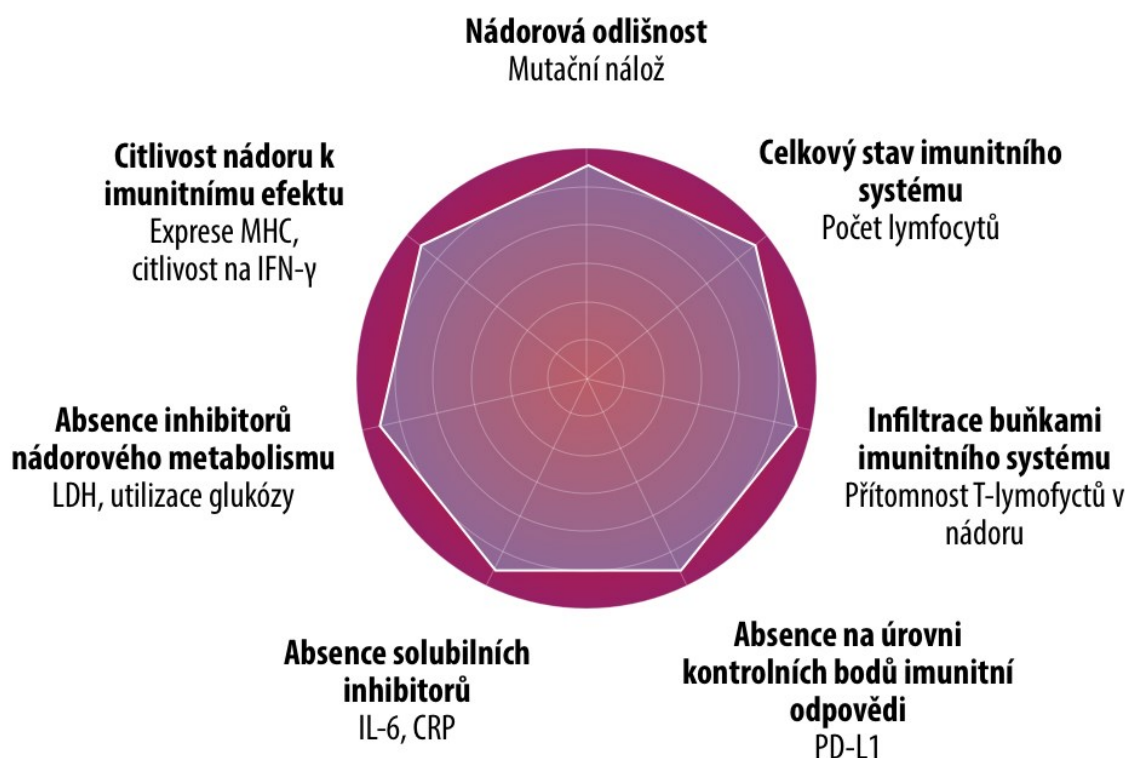 Nádorová odlišnost
Mutační nálož
Celkový stav imunitního
systému
Počet lymfocytů
Infiltrace buňkami
imunitního systému
Přítomnost T-lymofyctů v
nádoru
Absence na úrovni
kontrolních bodů imunitní
odpovědi
PD-L1
Absence solubilních
inhibitorů
IL-6, CRP
Absence inhibitorů
nádorového metabolismu
LDH, utilizace glukózy
Citlivost nádoru k
imunitnímu efektu
Exprese MHC,
citlivost na IFN-γ